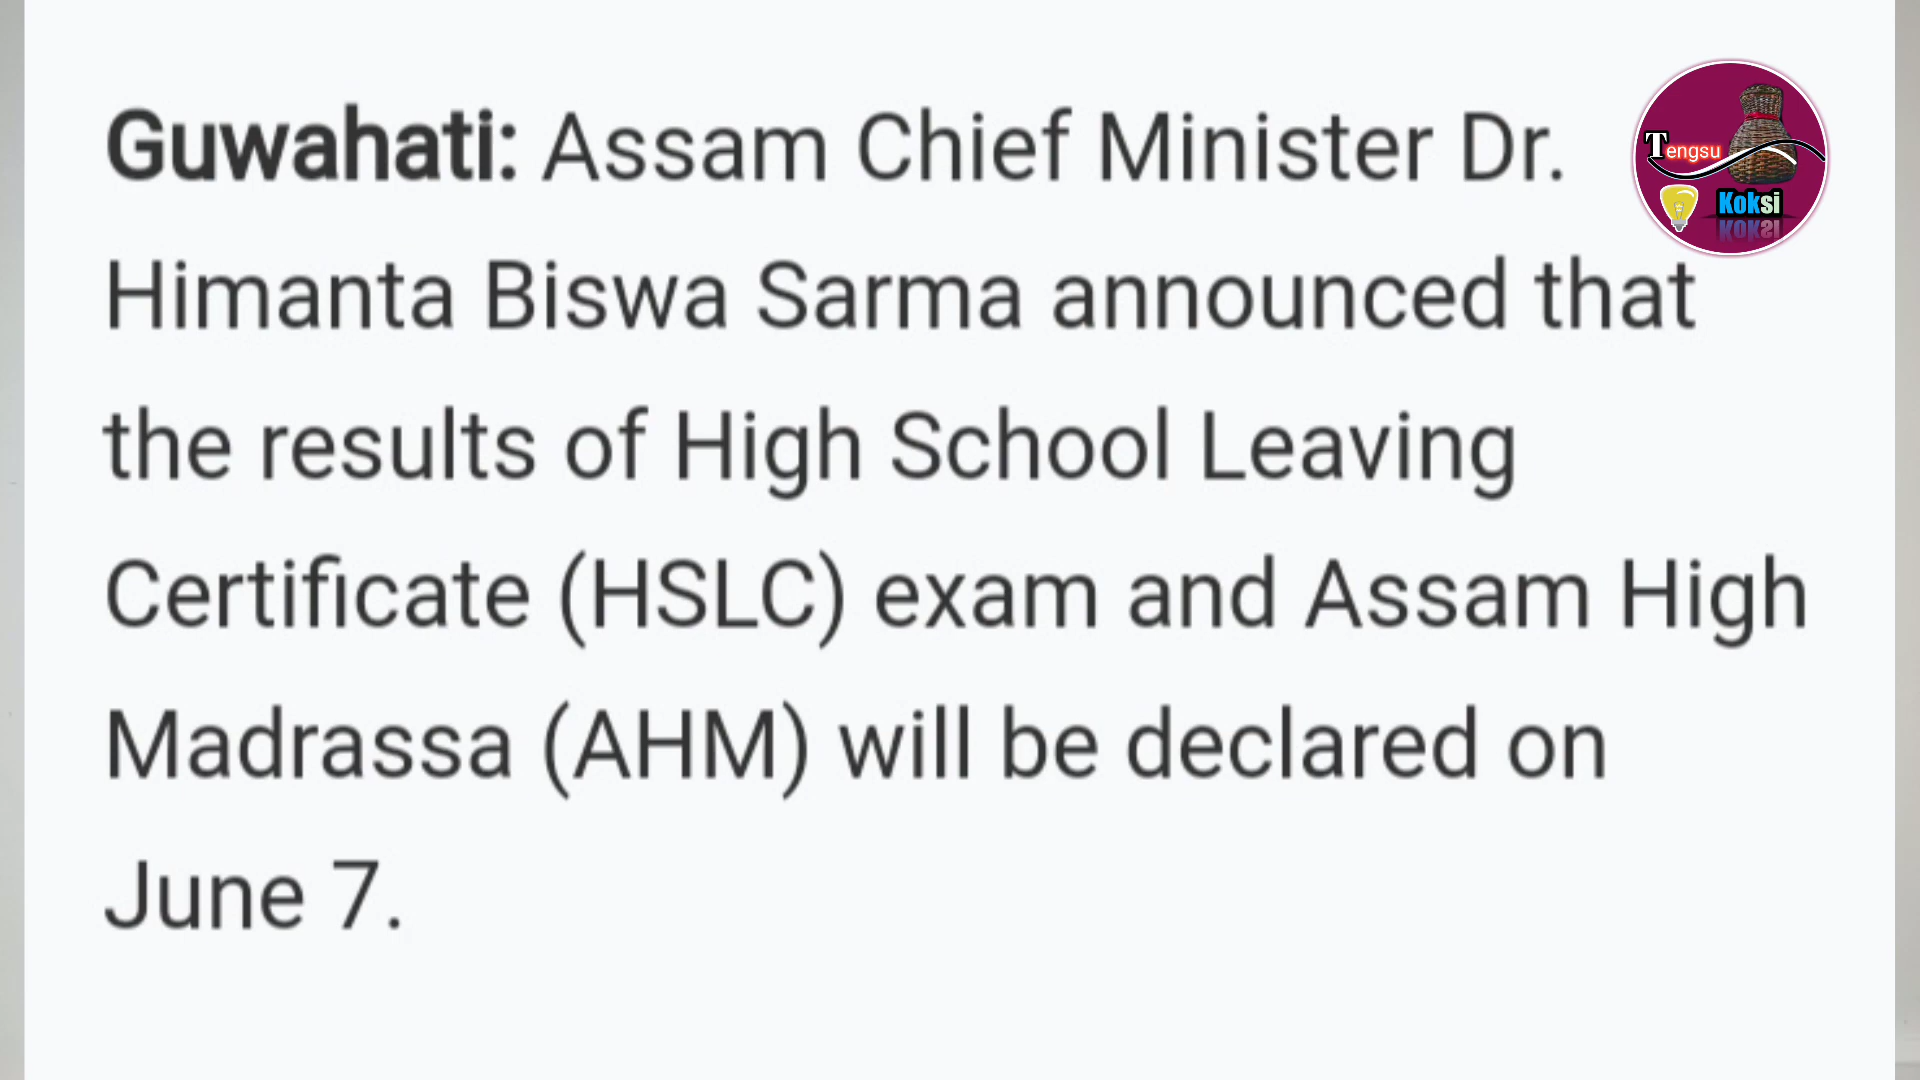 Guwahati: Assam Chief Minister Dr.
Himanta Biswa Sarma announced that
the results of High School Leaving
Certificate (HSLC) exam and Assam High
Madrassa (AHM) will be declared on
June 7.
Tengsu
Koksi